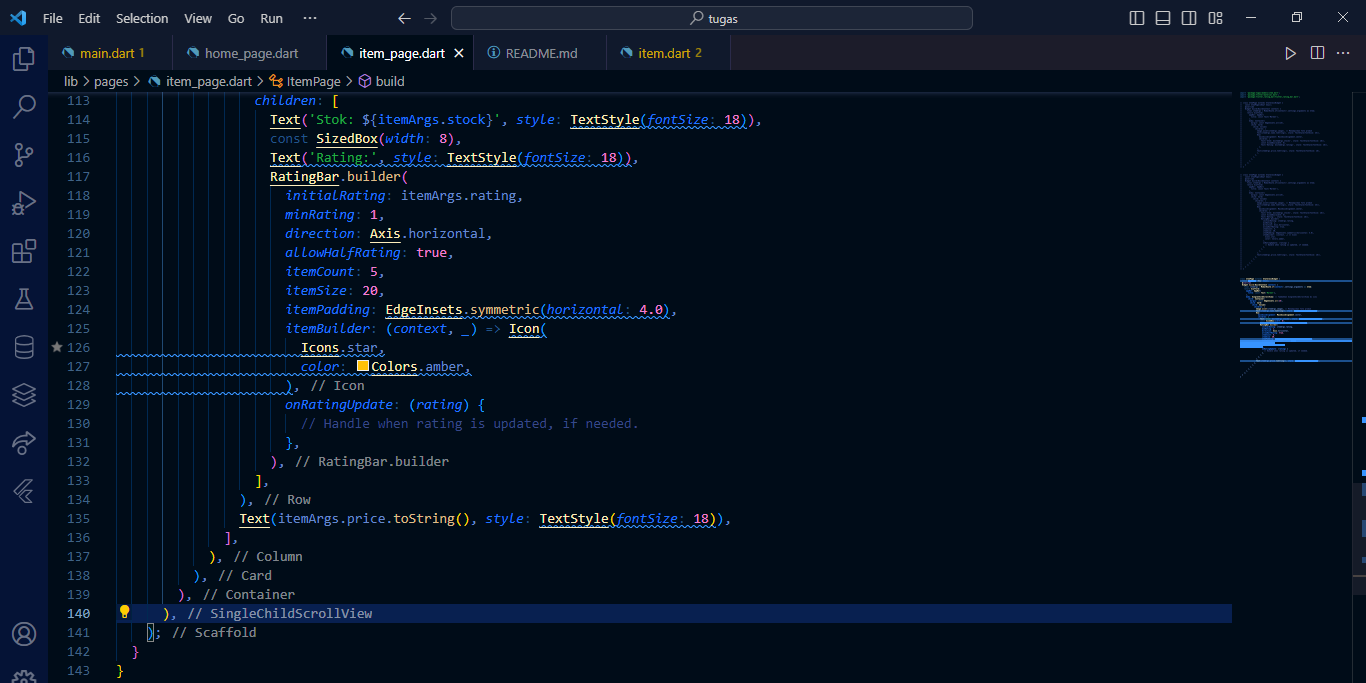 File Edit Selection View Go Run ··· tugas
main.dart 1 home_page.dart item_page.dart README.md item.dart 2
lib > pages > item_page.dart > ItemPage > build
113 children: [
114 Text('Stok: ${itemArgs.stock}', style: TextStyle(fontSize: 18)),
115 const SizedBox(width: 8),
116 Text('Rating:', style: TextStyle(fontSize: 18)),
117 RatingBar.builder(
118 initialRating: itemArgs.rating,
119 minRating: 1,
120 direction: Axis.horizontal,
121 allowHalfRating: true,
122 itemCount: 5,
123 itemSize: 20,
124 itemPadding: EdgeInsets.symmetric(horizontal: 4.0),
125 itemBuilder: (context, _) => Icon(
126 Icons.star,
127 color: Colors.amber,
128 ), // Icon
129 onRatingUpdate: (rating) {
130 // Handle when rating is updated, if needed.
131 },
132 ), // RatingBar.builder
133 ],
134 ), // Row
135 Text(itemArgs.price.toString(), style: TextStyle(fontSize: 18)),
136 ],
137 ), // Column
138 ), // Card
139 ), // Container
140 ), // SingleChildScrollView
141 ); // Scaffold
142 }
143 }